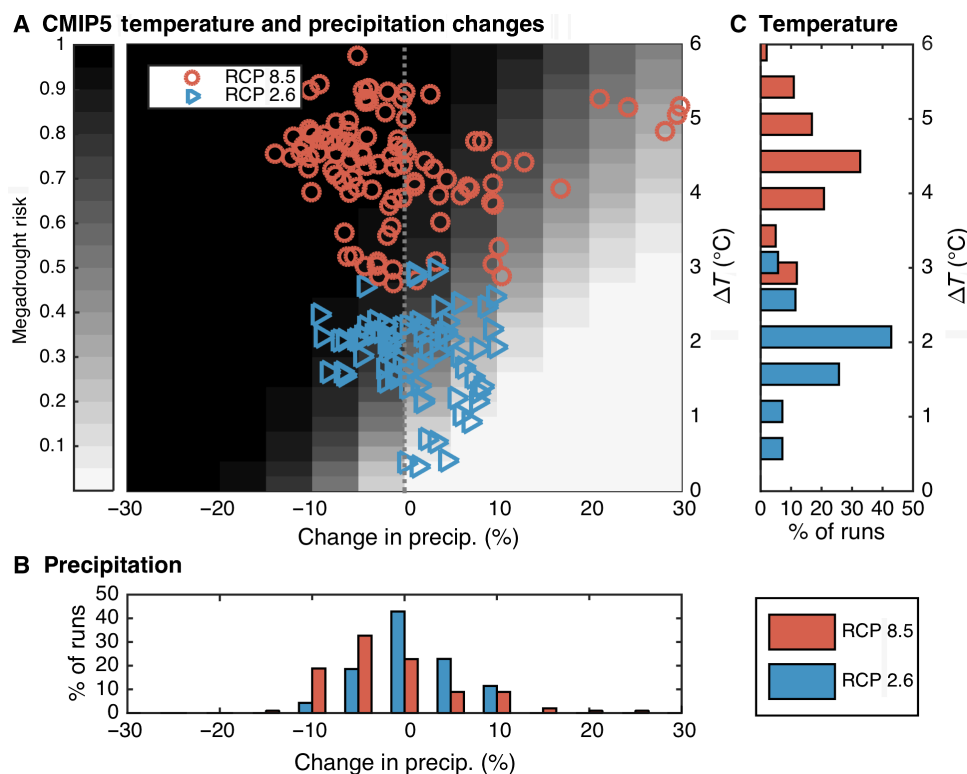 A CMIP5 temperature and precipitation changes
C Temperature
1
0.9
0.8
0.7
0.6
0.5
0.4
0.3
0.2
0.1
Megadrought risk
RCP 8.5
RCP 2.6
6
5
4
3
2
1
0
ΔT (°C)
−30
−20
−10
0
10
20
30
Change in precip. (%)
6
5
4
3
2
1
0
ΔT (°C)
0 10 20 30 40 50
% of runs
B Precipitation
50
40
30
20
10
0
% of runs
−30
−20
−10
0
10
20
30
Change in precip. (%)
RCP 8.5
RCP 2.6